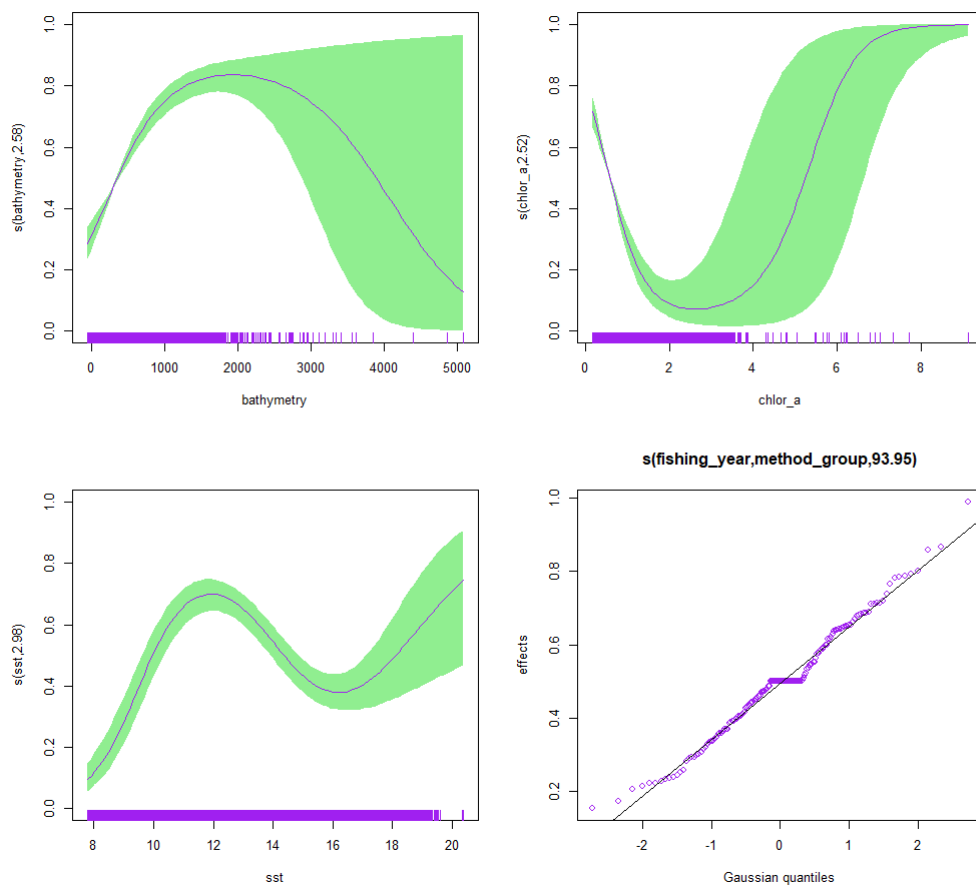 s(bathymetry,2.58)
0.0 0.2 0.4 0.6 0.8 1.0
0 1000 2000 3000 4000 5000
bathymetry
s(chlor_a,2.52)
0.0 0.2 0.4 0.6 0.8 1.0
0 2 4 6 8
chlor_a
s(sst,2.98)
0.0 0.2 0.4 0.6 0.8 1.0
8 10 12 14 16 18 20
sst
s(fishing_year,method_group,93.95)
effects
0.2 0.4 0.6 0.8 1.0
-2 -1 0 1 2
Gaussian quantiles